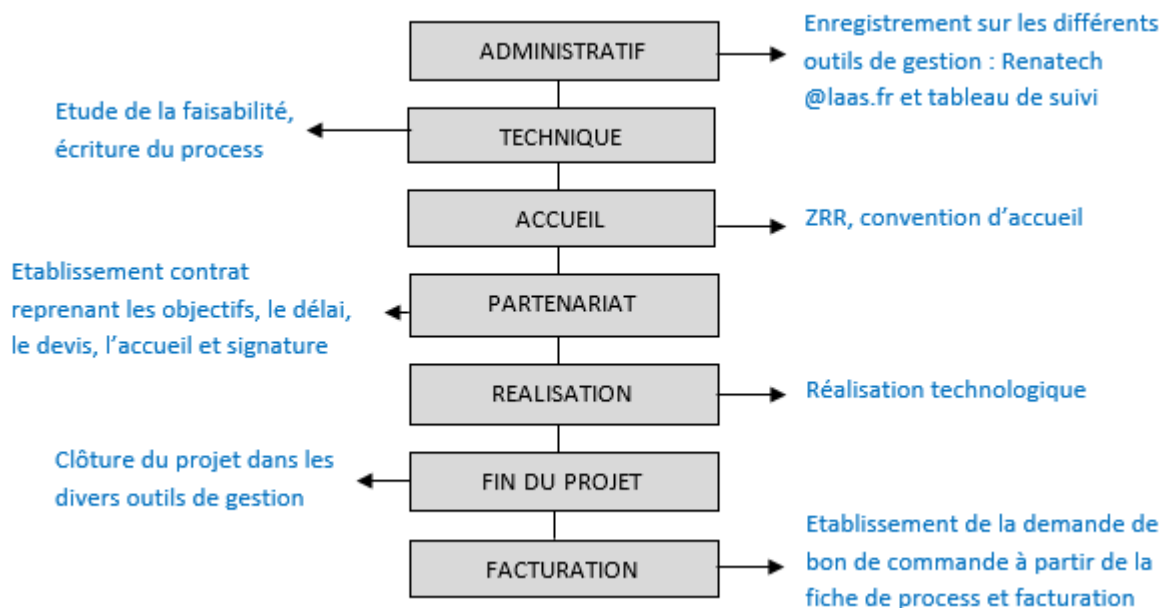 ADMINISTRATIF
Enregistrement sur les différents
outils de gestion : Renatech
@laas.fr et tableau de suivi
Etude de la faisabilité,
écriture du process
TECHNIQUE
ACCUEIL
ZRR, convention d’accueil
Etablissement contrat
reprenant les objectifs, le délai,
le devis, l’accueil et signature
PARTENARIAT
REALISATION
Réalisation technologique
Clôture du projet dans les
divers outils de gestion
FIN DU PROJET
FACTURATION
Etablissement de la demande de
bon de commande à partir de la
fiche de process et facturation